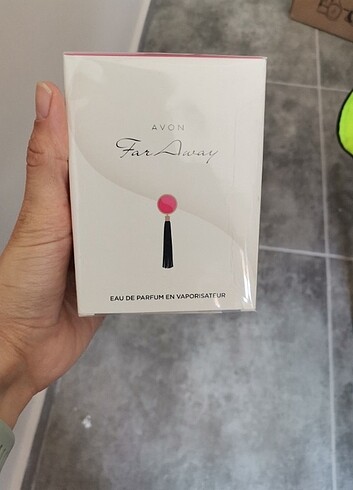 AVON
Far Away
EAU DE PARFUM EN VAPORISATEUR